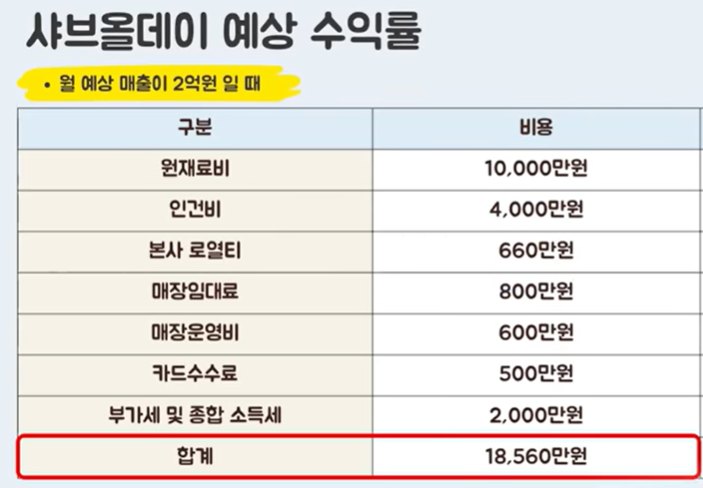 샤브올데이 예상 수익률
• 월 예상 매출이 2억원 일 때
구분 비용
원재료비 10,000만원
인건비 4,000만원
본사 로열티 660만원
매장임대료 800만원
매장운영비 600만원
카드수수료 500만원
부가세 및 종합 소득세 2,000만원
합계 18,560만원